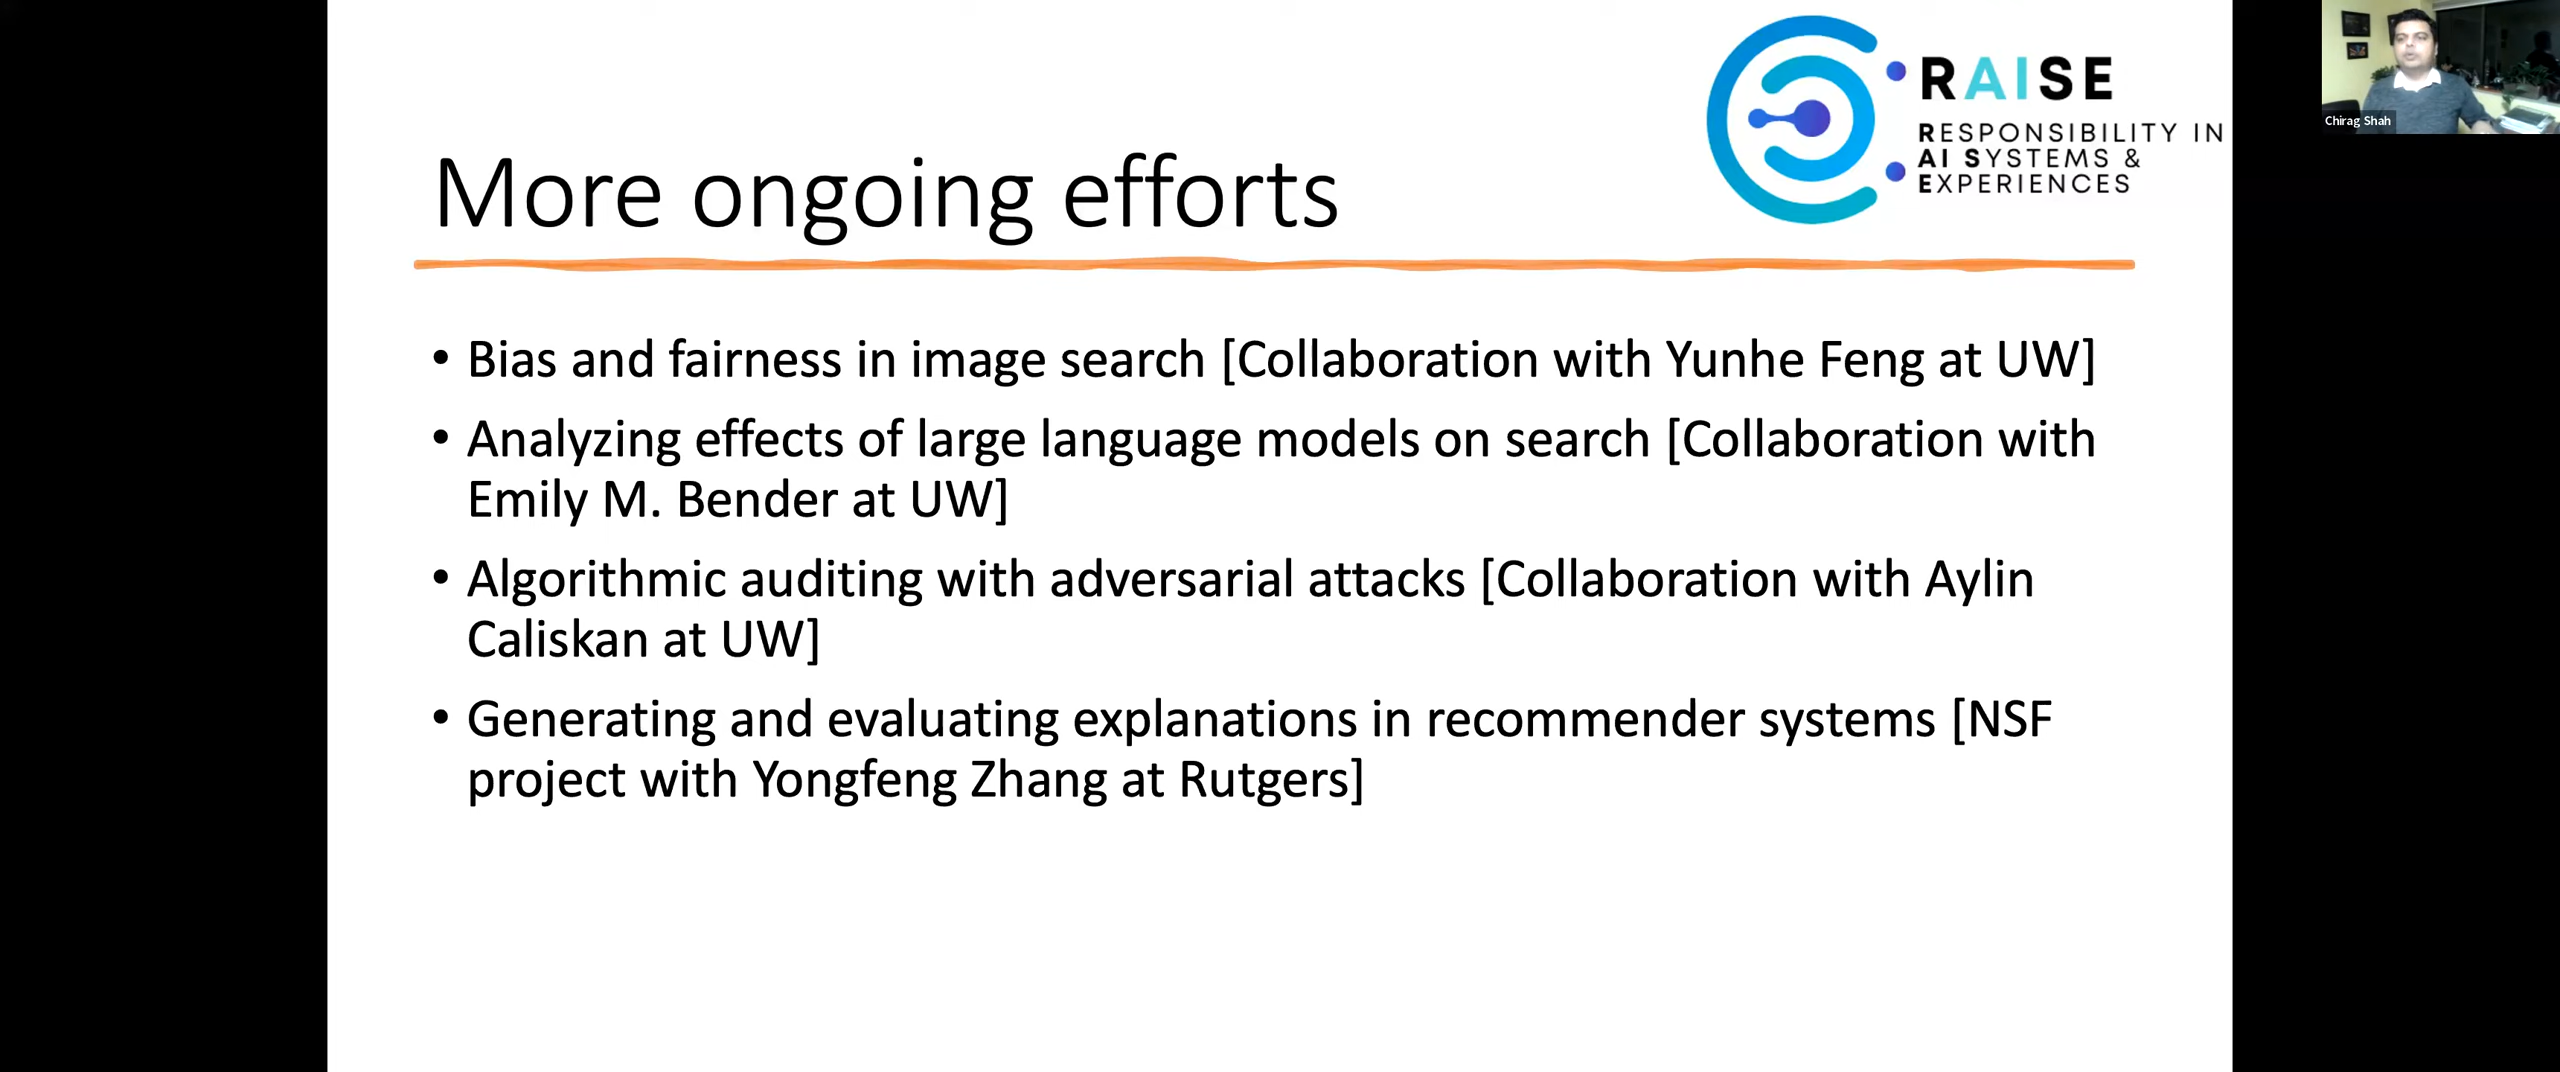 RAISE
RESPONSIBILITY IN
AI SYSTEMS &
EXPERIENCES
Chirag Shah
More ongoing efforts
• Bias and fairness in image search [Collaboration with Yunhe Feng at UW]
• Analyzing effects of large language models on search [Collaboration with
Emily M. Bender at UW]
• Algorithmic auditing with adversarial attacks [Collaboration with Aylin
Caliskan at UW]
• Generating and evaluating explanations in recommender systems [NSF
project with Yongfeng Zhang at Rutgers]